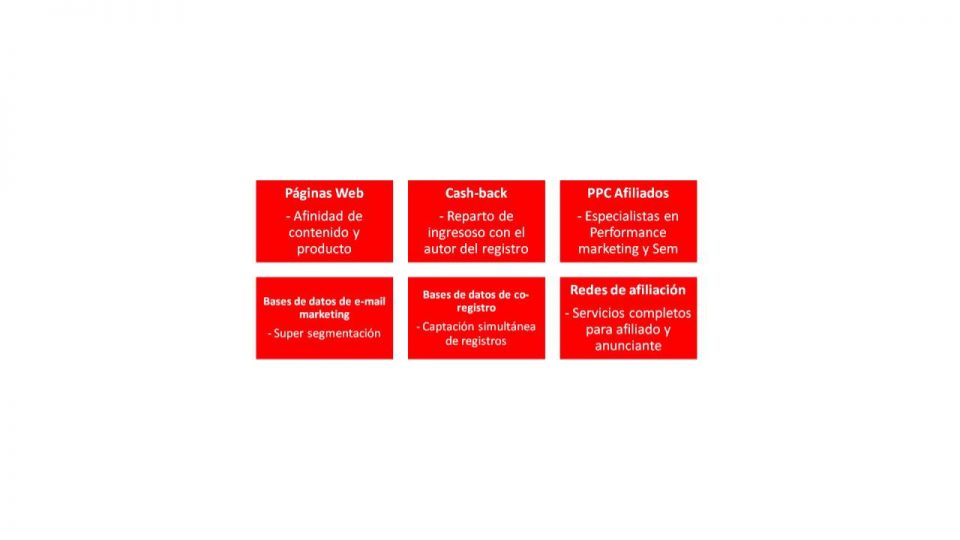 Páginas Web
- Afinidad de
contenido y
producto
Cash-back
- Reparto de
ingresoso con el
autor del registro
PPC Afiliados
- Especialistas en
Performance
marketing y Sem
Bases de datos de e-mail
marketing
- Super segmentación
Bases de datos de co-
registro
- Captación simultánea
de registros
Redes de afiliación
- Servicios completos
para afiliado y
anunciante